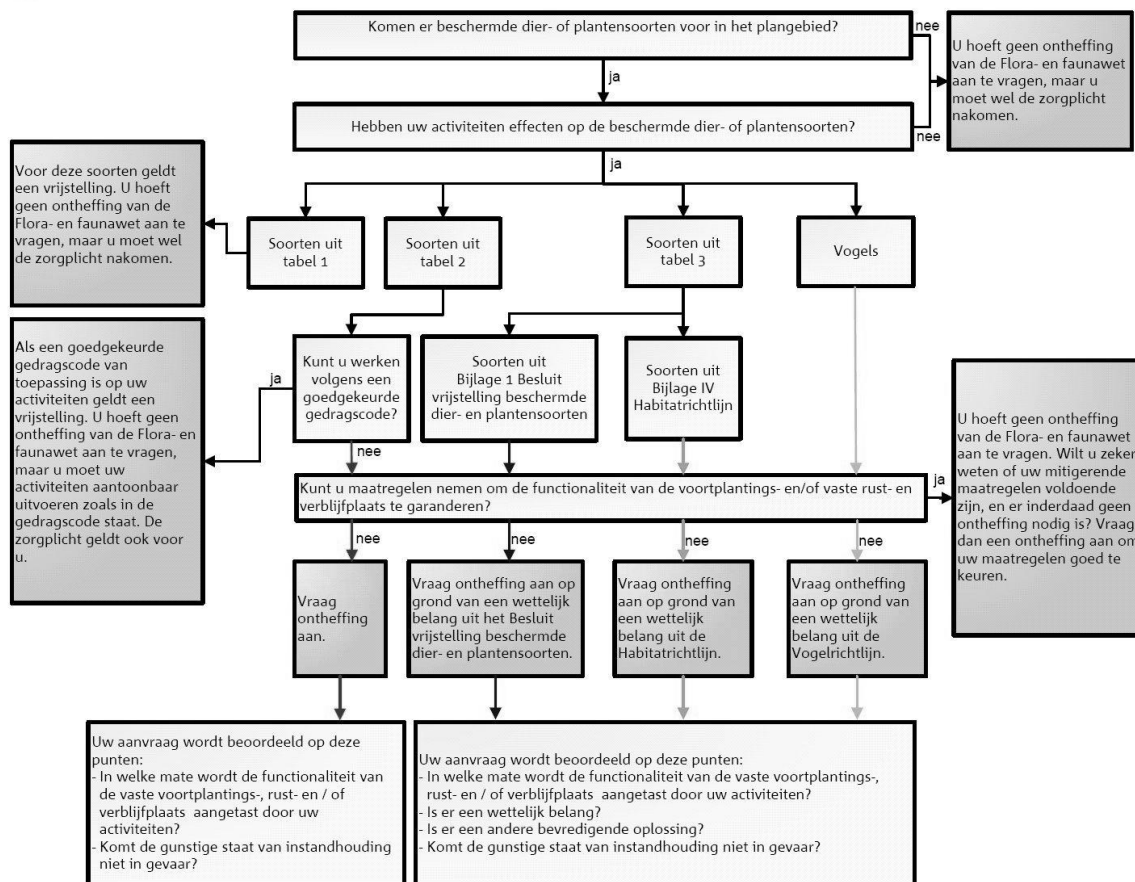 Komen er beschermde dier- of plantensoorten voor in het plangebied?
nee
U hoeft geen ontheffing
van de Flora- en faunawet
aan te vragen, maar u
moet wel de zorgplicht
nakomen.
ja
Hebben uw activiteiten effecten op de beschermde dier- of plantensoorten?
nee
ja
Voor deze soorten geldt
een vrijstelling. U hoeft
geen ontheffing van de
Flora- en faunawet aan te
vragen, maar u moet wel
de zorgplicht nakomen.
Soorten uit
tabel 1
Soorten uit
tabel 2
Soorten uit
tabel 3
Vogels
Als een goedgekeurde
gedragscode van
toepassing is op uw
activiteiten geldt een
vrijstelling. U hoeft geen
ontheffing van de Flora- en
faunawet aan te vragen,
maar u moet uw
activiteiten aantoonbaar
uitvoeren zoals in de
gedragscode staat. De
zorgplicht geldt ook voor
u.
ja
Kunt u werken
volgens een
goedgekeurde
gedragscode?
Soorten uit
Bijlage 1 Besluit
vrijstelling beschermde
dier- en plantensoorten
Soorten uit
Bijlage IV
Habitatrichtlijn
nee
Kunt u maatregelen nemen om de functionaliteit van de voortplantings- en/of vaste rust- en
verblijfplaats te garanderen?
ja
U hoeft geen ontheffing
van de Flora- en faunawet
aan te vragen. Wilt u zeker
weten of uw mitigerende
maatregelen voldoende
zijn, en er inderdaad geen
ontheffing nodig is? Vraag
dan een ontheffing aan om
uw maatregelen goed te
keuren.
nee
nee
nee
nee
Vraag
ontheffing
aan.
Vraag ontheffing aan op
grond van een wettelijk
belang uit het Besluit
vrijstelling beschermde
dier- en plantensoorten.
Vraag ontheffing
aan op grond van
een wettelijk
belang uit de
Habitatrichtlijn.
Vraag ontheffing
aan op grond van
een wettelijk
belang uit de
Vogelrichtlijn.
Uw aanvraag wordt beoordeeld op deze
punten:
- In welke mate wordt de functionaliteit van
de vaste voortplantings-, rust- en / of
verblijfplaats aangetast door uw
activiteiten?
- Komt de gunstige staat van instandhouding
niet in gevaar?
Uw aanvraag wordt beoordeeld op deze
punten:
- In welke mate wordt de functionaliteit van de vaste voortplantings-,
rust- en / of verblijfplaats aangetast door uw activiteiten?
- Is er een wettelijk belang?
- Is er een andere bevredigende oplossing?
- Komt de gunstige staat van instandhouding niet in gevaar?